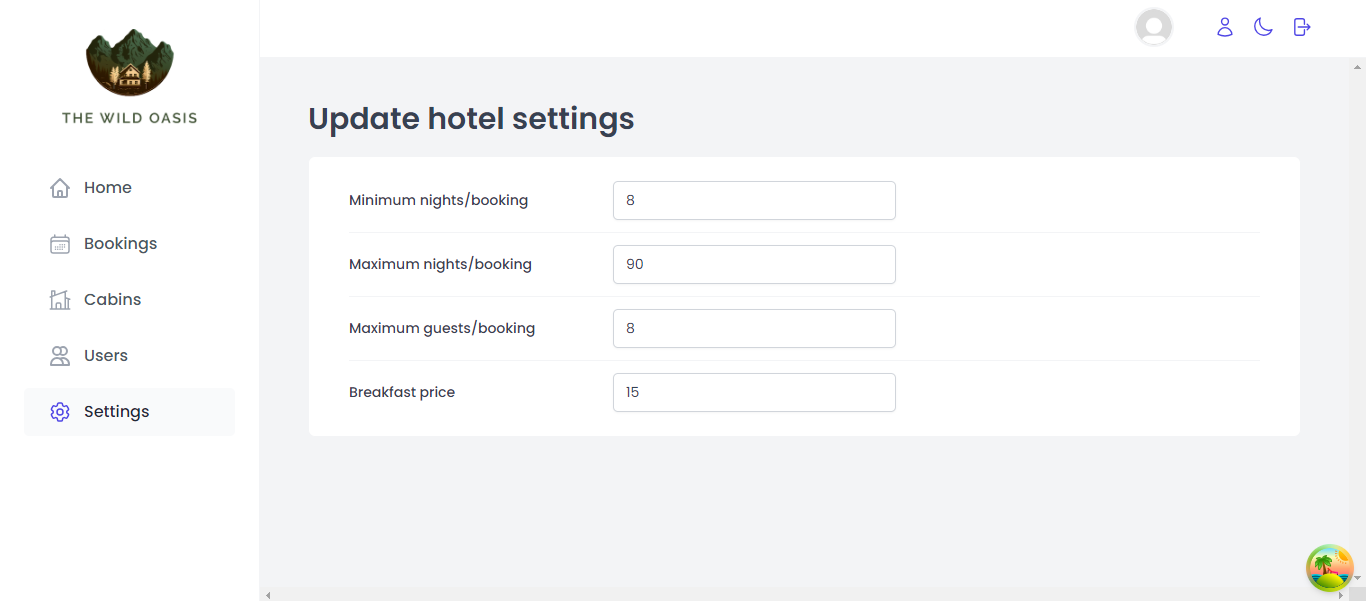 THE WILD OASIS
Home
Bookings
Cabins
Users
Settings
Update hotel settings
Minimum nights/booking
8
Maximum nights/booking
90
Maximum guests/booking
8
Breakfast price
15